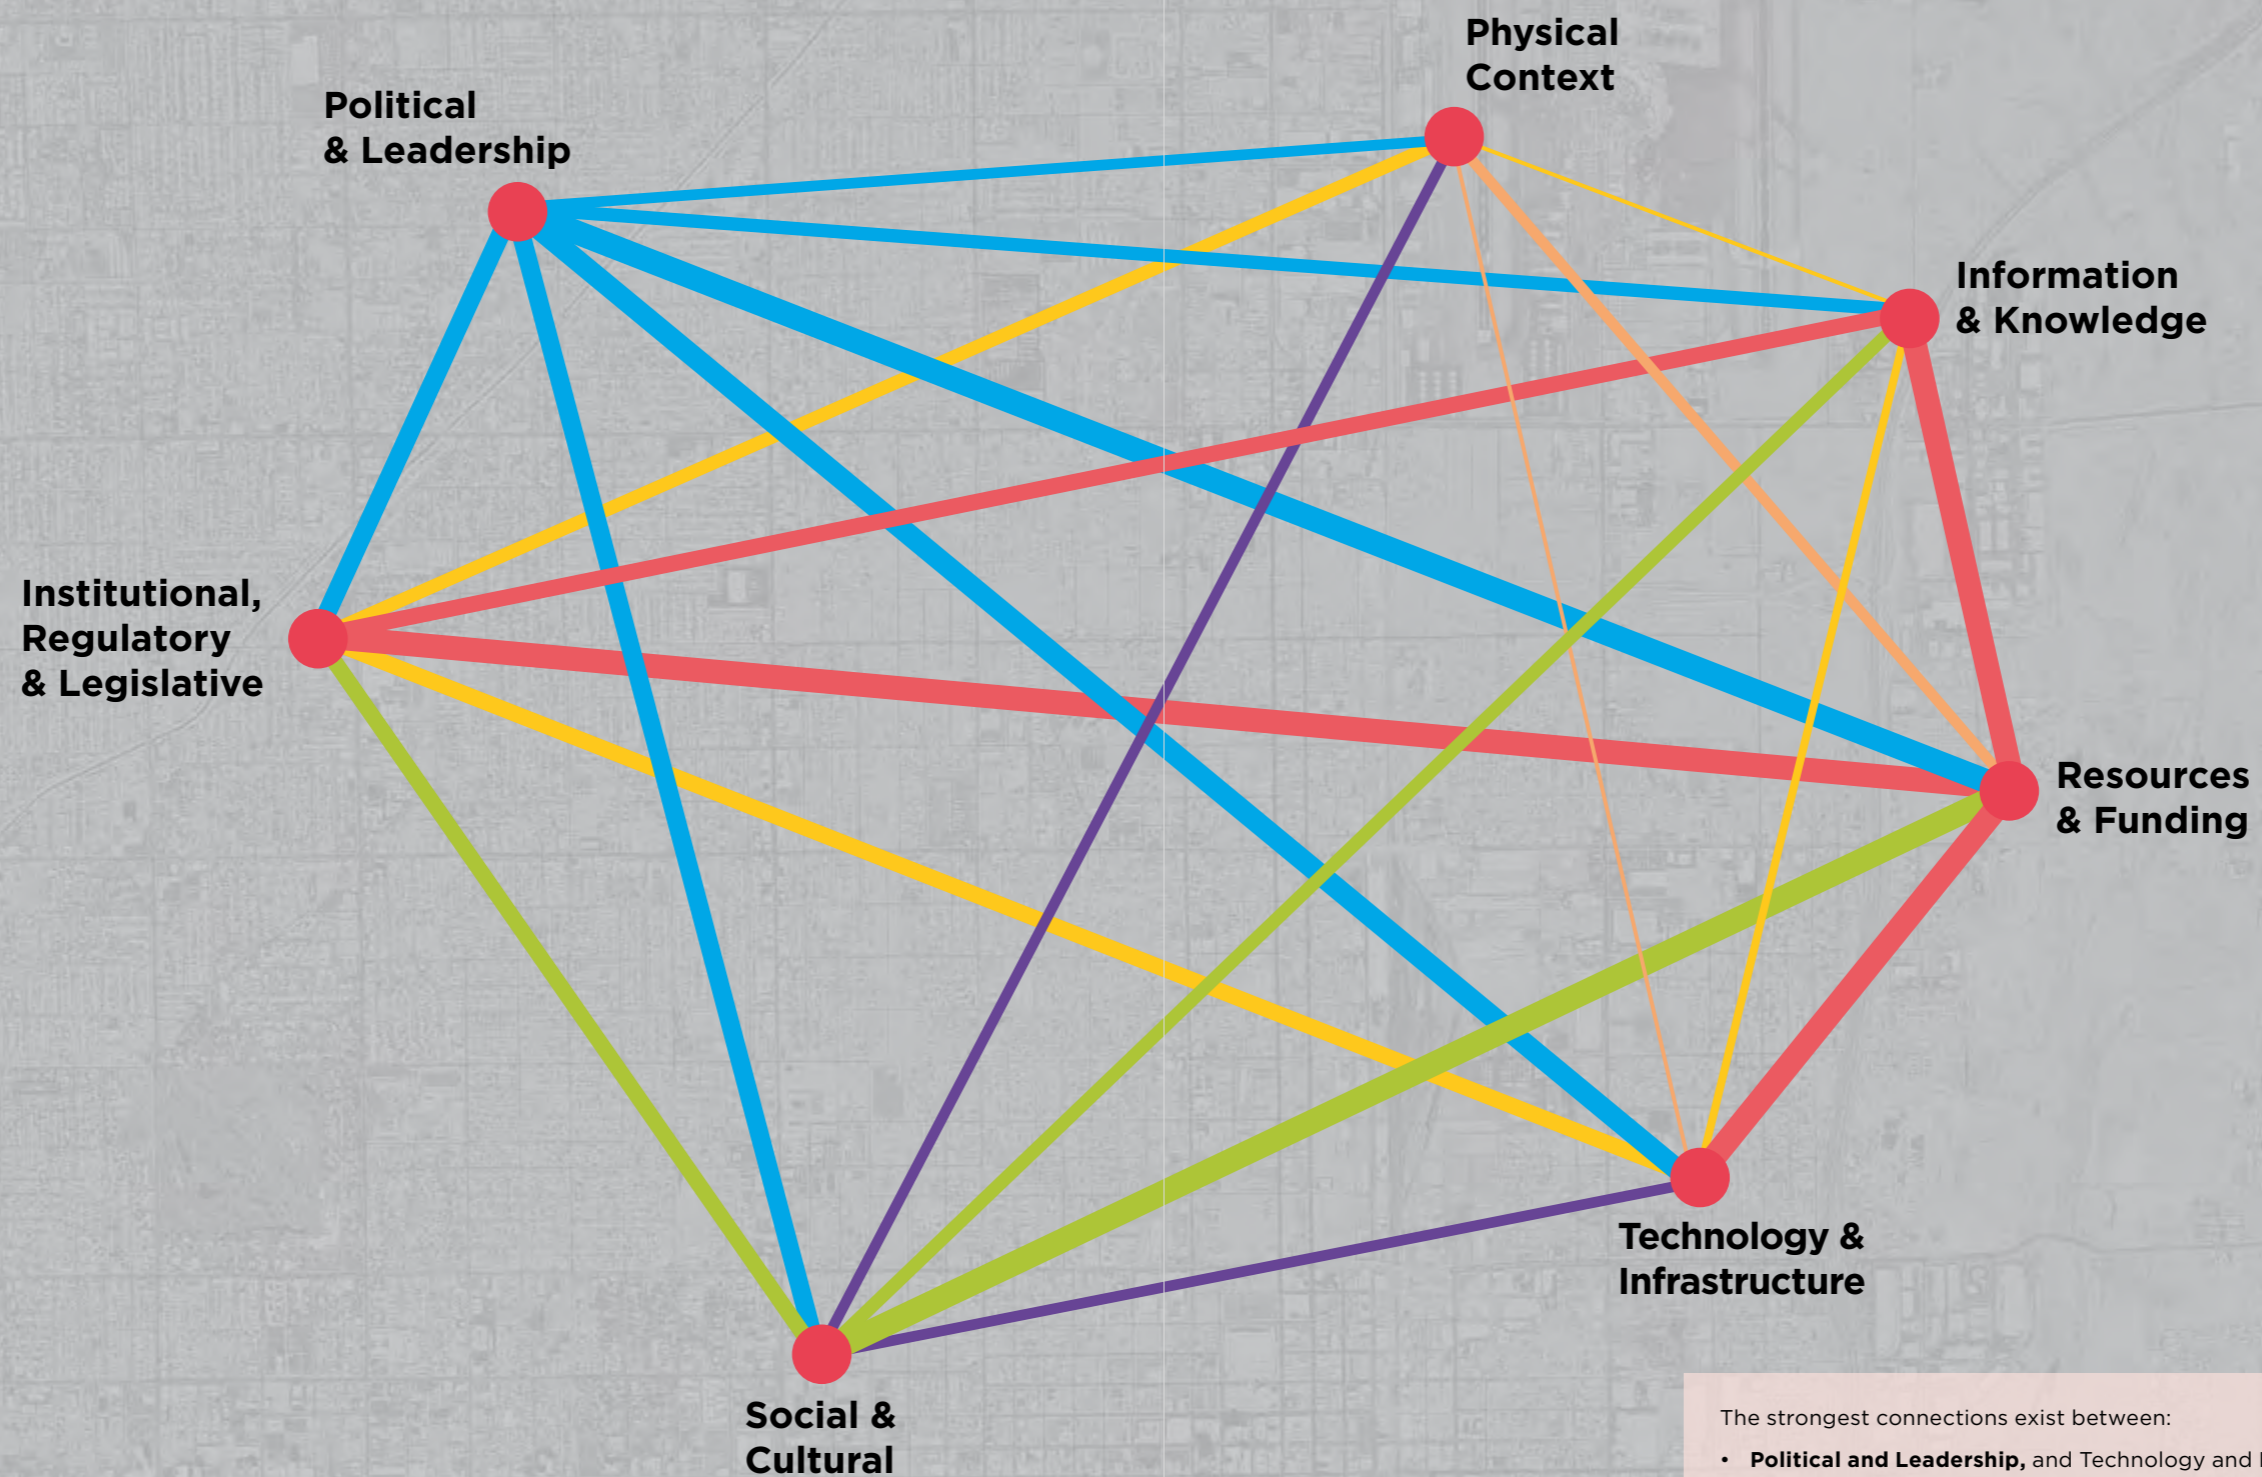 Physical
Context
Political
& Leadership
Information
& Knowledge
Institutional,
Regulatory
& Legislative
Resources
& Funding
Technology &
Infrastructure
Social &
Cultural
The strongest connections exist between:
• Political and Leadership, and Technology and